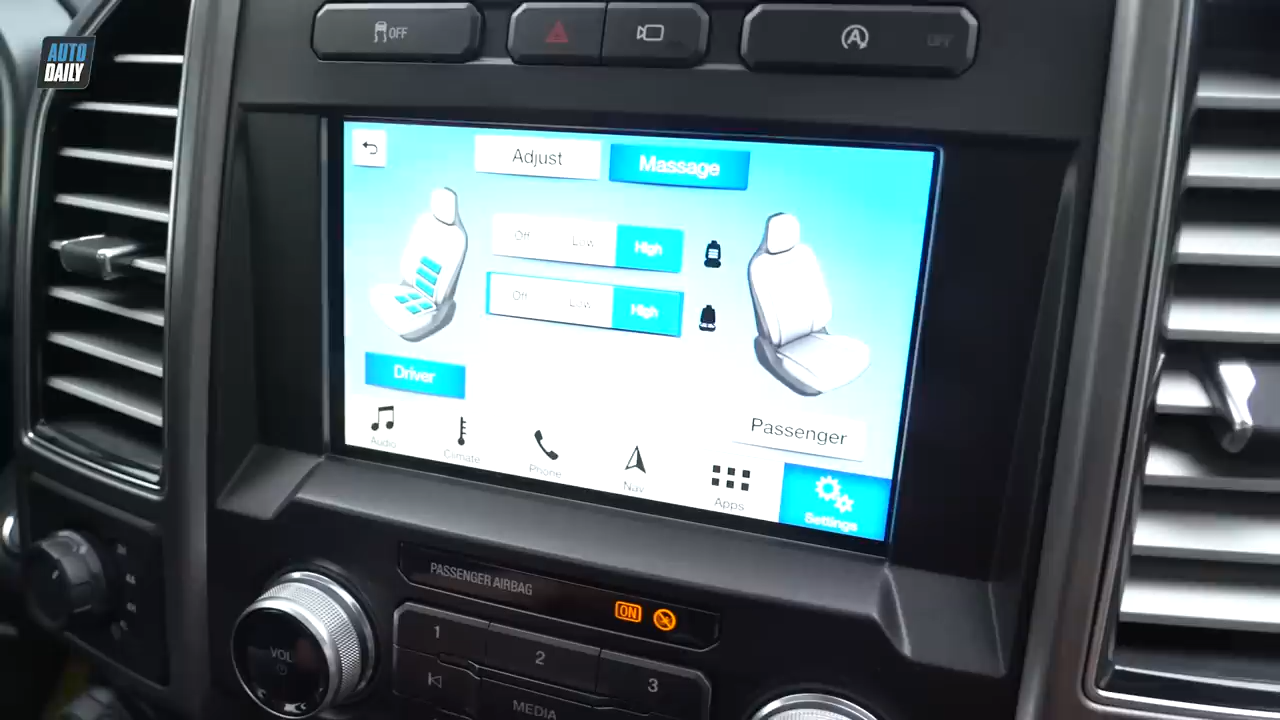 AUTO
DAILY
OFF
A
OFF
Adjust
Massage
Off
Low
High
Off
Low
High
Driver
Passenger
Audio
Climate
Phone
Nav
Apps
Settings
PASSENGER AIRBAG
ON
VOL
1
2
3
MEDIA